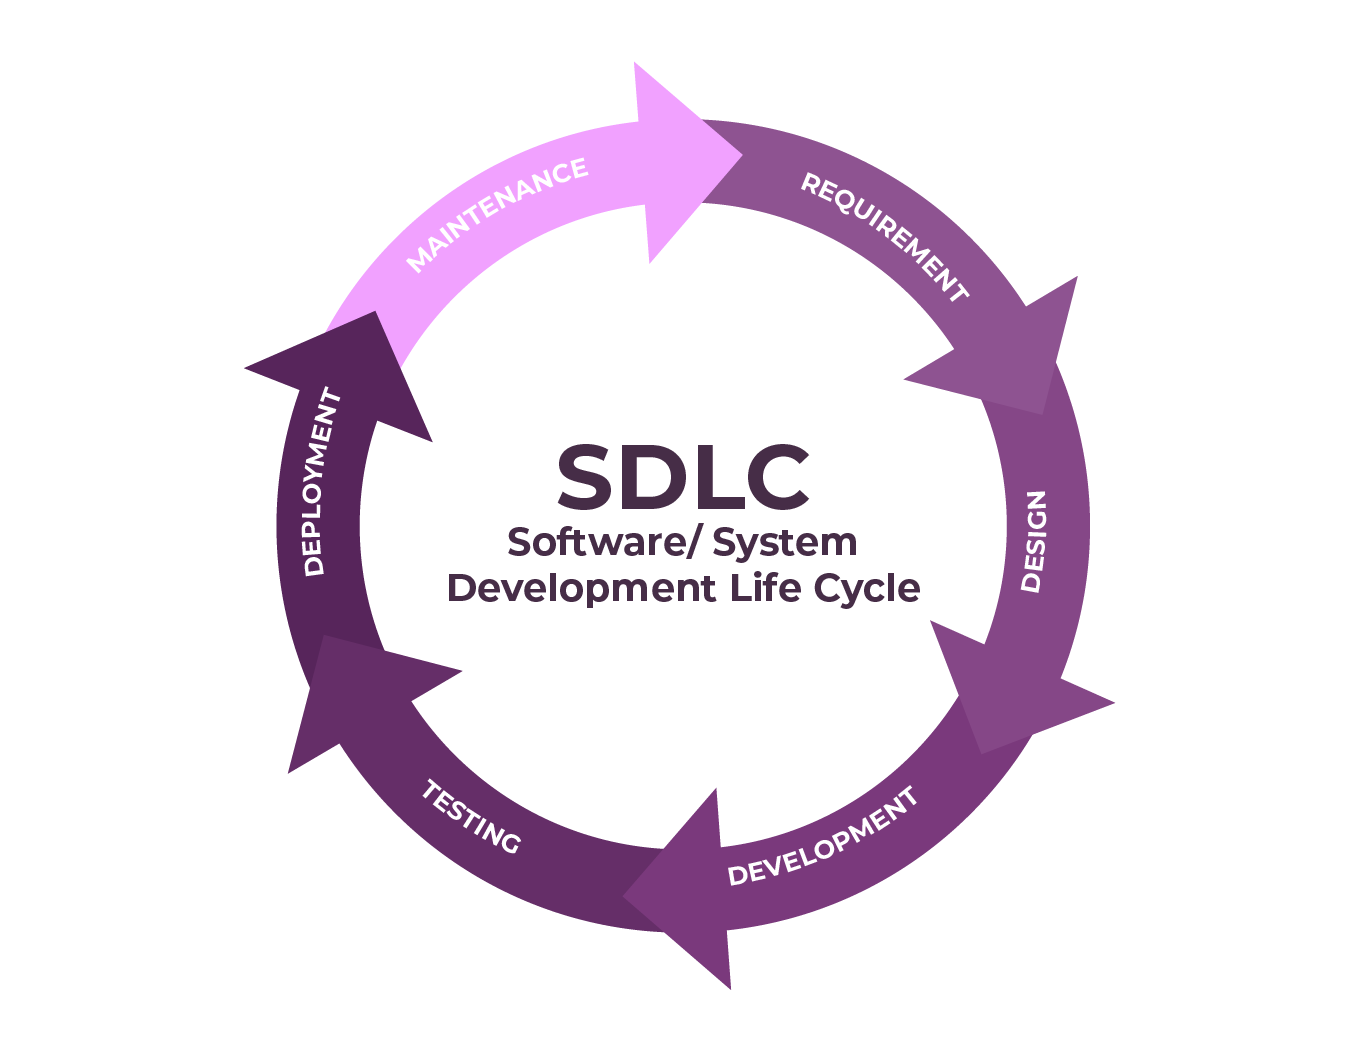 SDLC
Software/ System
Development Life Cycle
REQUIREMENT
DESIGN
DEVELOPMENT
TESTING
DEPLOYMENT
MAINTENANCE